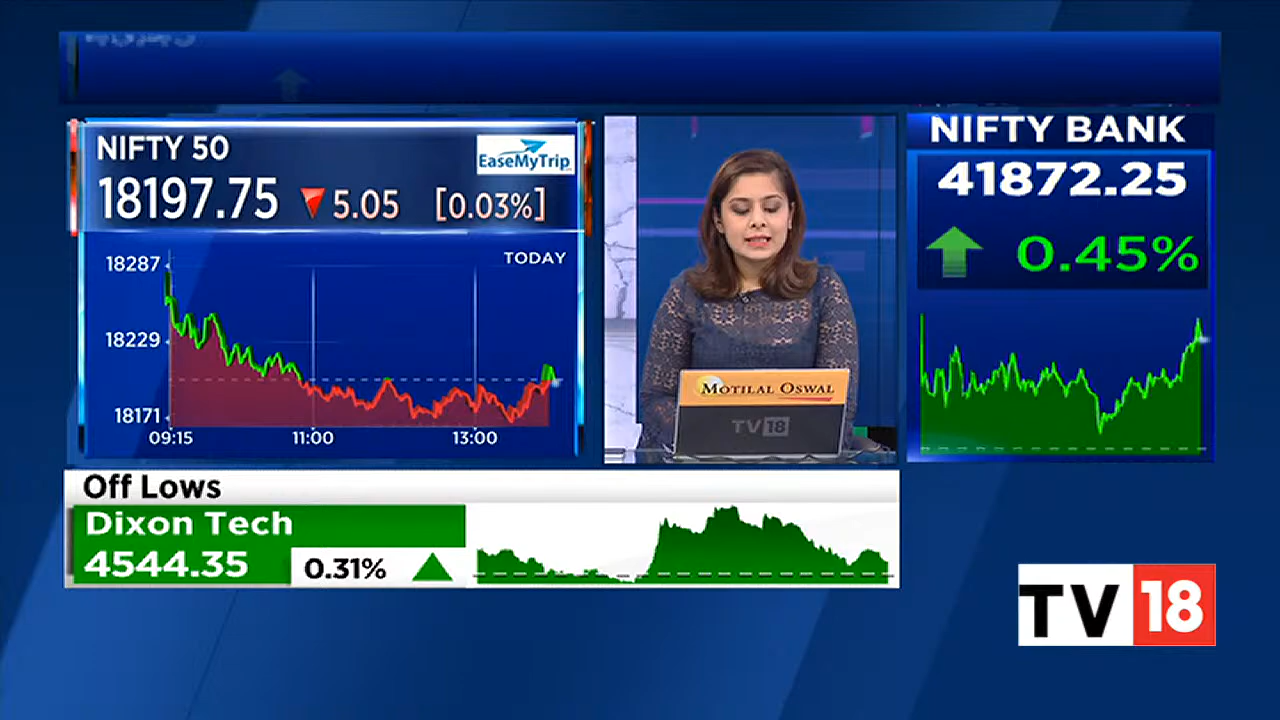 NIFTY 50
EaseMyTrip
18197.75 5.05 [0.03%]
TODAY
18287
18229
18171
09:15 11:00 13:00
MOTILAL OSWAL
TV18
NIFTY BANK
41872.25
0.45%
Off Lows
Dixon Tech
4544.35 0.31%
TV18